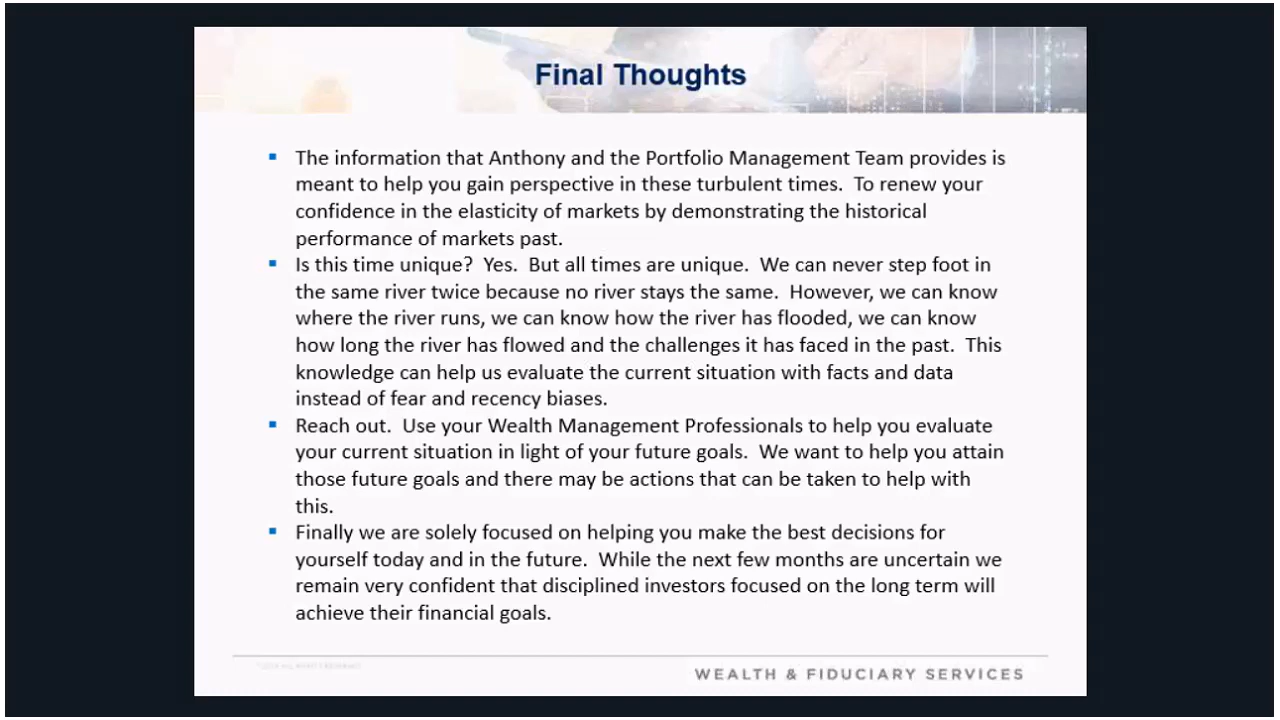 Final Thoughts
▪ The information that Anthony and the Portfolio Management Team provides is
meant to help you gain perspective in these turbulent times.  To renew your
confidence in the elasticity of markets by demonstrating the historical
performance of markets past.
▪ Is this time unique?  Yes.  But all times are unique.  We can never step foot in
the same river twice because no river stays the same.  However, we can know
where the river runs, we can know how the river has flooded, we can know
how long the river has flowed and the challenges it has faced in the past.  This
knowledge can help us evaluate the current situation with facts and data
instead of fear and recency biases.
▪ Reach out.  Use your Wealth Management Professionals to help you evaluate
your current situation in light of your future goals.  We want to help you attain
those future goals and there may be actions that can be taken to help with
this.
▪ Finally we are solely focused on helping you make the best decisions for
yourself today and in the future.  While the next few months are uncertain we
remain very confident that disciplined investors focused on the long term will
achieve their financial goals.
WEALTH & FIDUCIARY SERVICES